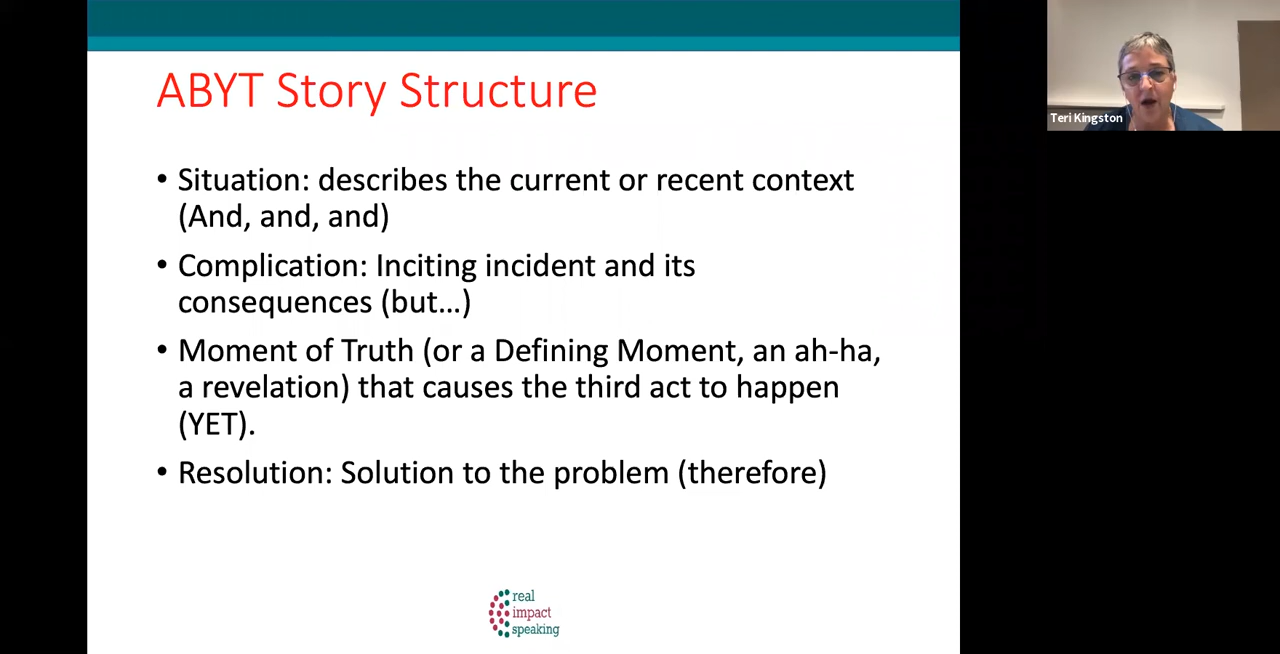 ABYT Story Structure
• Situation: describes the current or recent context
(And, and, and)
• Complication: Inciting incident and its
consequences (but...)
• Moment of Truth (or a Defining Moment, an ah-ha,
a revelation) that causes the third act to happen
(YET).
• Resolution: Solution to the problem (therefore)
real
impact
speaking
Teri Kingston